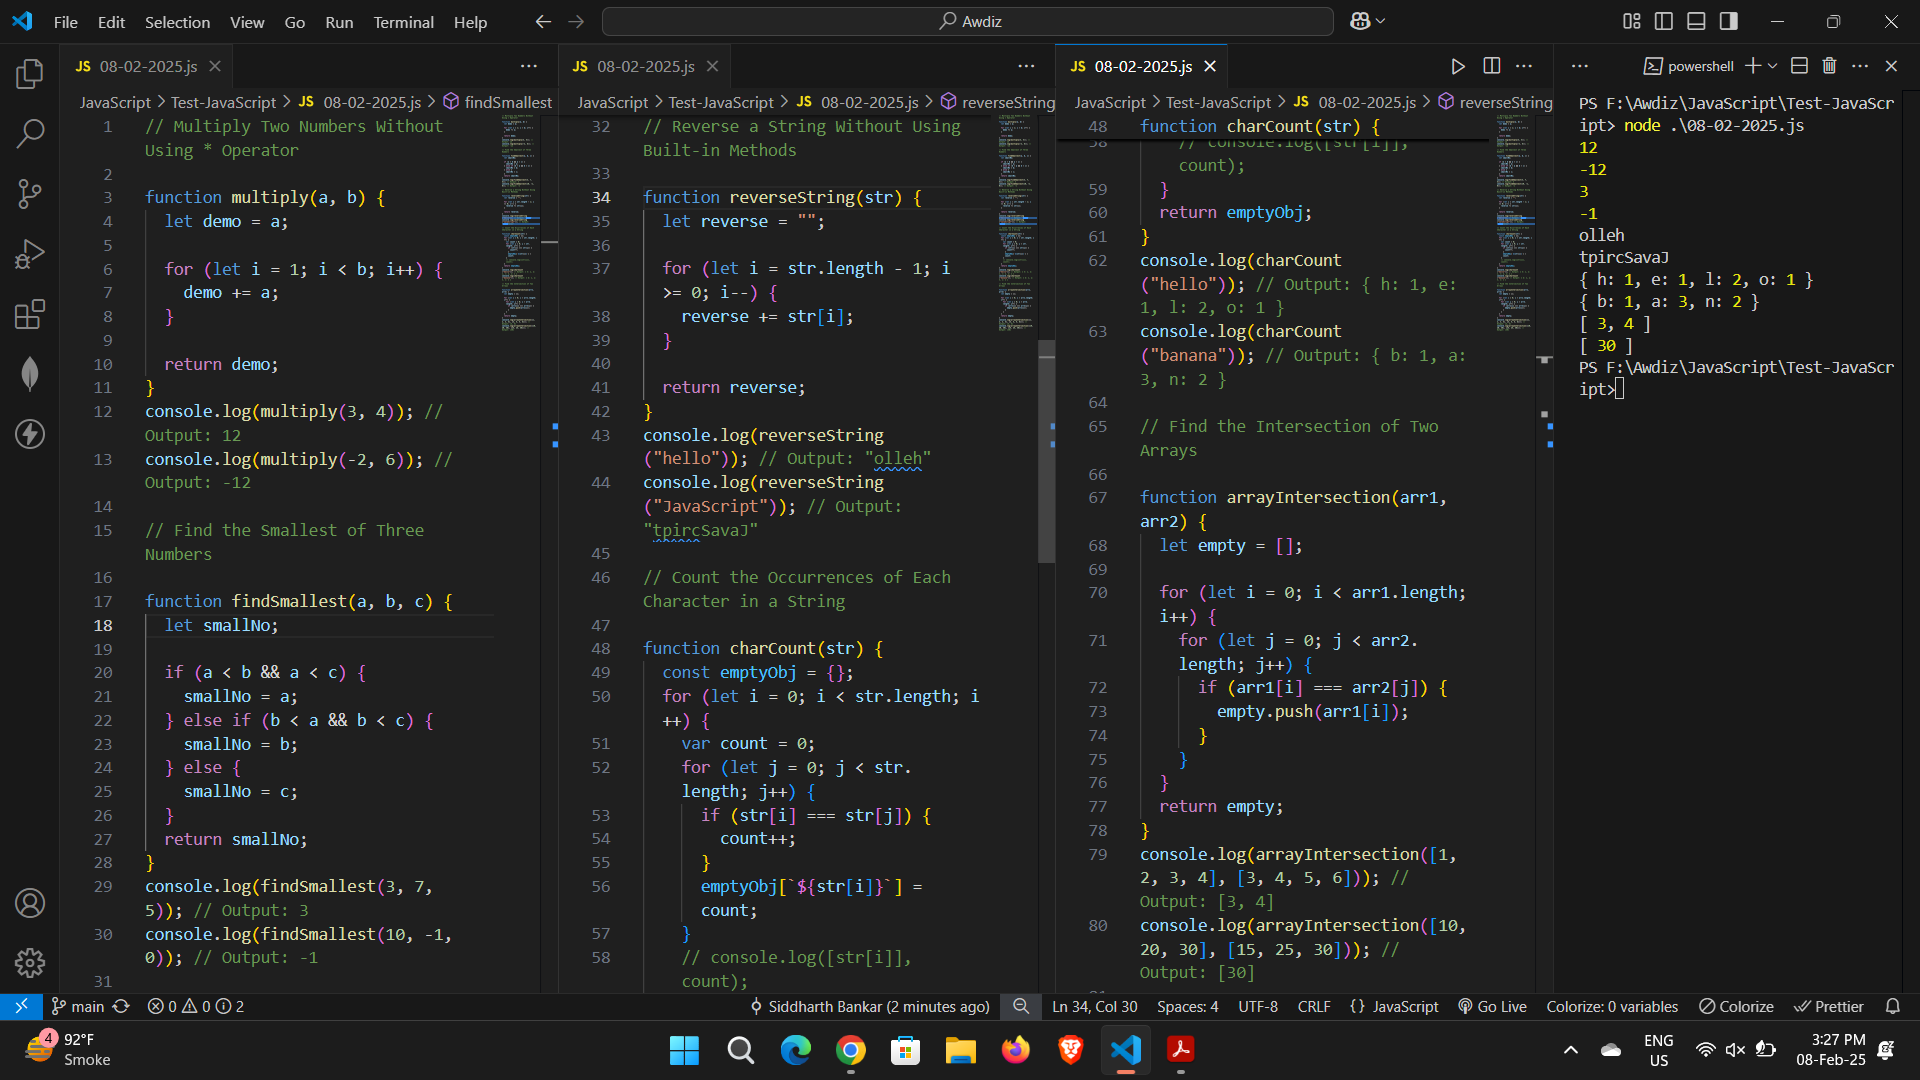 File Edit Selection View Go Run Terminal Help
Awdiz
JS 08-02-2025.js
JavaScript > Test-JavaScript > JS 08-02-2025.js > findSmallest
1 // Multiply Two Numbers Without
Using * Operator
2
3 function multiply(a, b) {
4 let demo = a;
5
6 for (let i = 1; i < b; i++) {
7 demo += a;
8 }
9
10 return demo;
11 }
12 console.log(multiply(3, 4)); //
Output: 12
13 console.log(multiply(-2, 6)); //
Output: -12
14
15 // Find the Smallest of Three
Numbers
16
17 function findSmallest(a, b, c) {
18 let smallNo;
19
20 if (a < b && a < c) {
21 smallNo = a;
22 } else if (b < a && b < c) {
23 smallNo = b;
24 } else {
25 smallNo = c;
26 }
27 return smallNo;
28 }
29 console.log(findSmallest(3, 7,
5)); // Output: 3
30 console.log(findSmallest(10, -1,
0)); // Output: -1
31
JS 08-02-2025.js
JavaScript > Test-JavaScript > JS 08-02-2025.js > reverseString
32 // Reverse a String Without Using
Built-in Methods
33
34 function reverseString(str) {
35 let reverse = "";
36
37 for (let i = str.length - 1; i
>= 0; i--) {
38 reverse += str[i];
39 }
40
41 return reverse;
42 }
43 console.log(reverseString
("hello")); // Output: "olleh"
44 console.log(reverseString
("JavaScript")); // Output:
"tpircSavaJ"
45
46 // Count the Occurrences of Each
Character in a String
47
48 function charCount(str) {
49 const emptyObj = {};
50 for (let i = 0; i < str.length; i
++) {
51 var count = 0;
52 for (let j = 0; j < str.
length; j++) {
53 if (str[i] === str[j]) {
54 count++;
55 }
56 emptyObj[`${str[i]}`] =
count;
57 }
58 // console.log([str[i]],
count);
JS 08-02-2025.js
JavaScript > Test-JavaScript > JS 08-02-2025.js > reverseString
48 function charCount(str) {
58 // console.log([str[i]],
count);
59 }
60 return emptyObj;
61 }
62 console.log(charCount
("hello")); // Output: { h: 1, e:
1, l: 2, o: 1 }
63 console.log(charCount
("banana")); // Output: { b: 1, a:
3, n: 2 }
64
65 // Find the Intersection of Two
Arrays
66
67 function arrayIntersection(arr1,
arr2) {
68 let empty = [];
69
70 for (let i = 0; i < arr1.length;
i++) {
71 for (let j = 0; j < arr2.
length; j++) {
72 if (arr1[i] === arr2[j]) {
73 empty.push(arr1[i]);
74 }
75 }
76 }
77 return empty;
78 }
79 console.log(arrayIntersection([1,
2, 3, 4], [3, 4, 5, 6])); //
Output: [3, 4]
80 console.log(arrayIntersection([10,
20, 30], [15, 25, 30])); //
Output: [30]
powershell
PS F:\Awdiz\JavaScript\Test-JavaScr
ipt> node .\08-02-2025.js
12
-12
3
-1
olleh
tpircSavaJ
{ h: 1, e: 1, l: 2, o: 1 }
{ b: 1, a: 3, n: 2 }
[ 3, 4 ]
[ 30 ]
PS F:\Awdiz\JavaScript\Test-JavaScr
ipt>
main 0 0 2 Siddharth Bankar (2 minutes ago) Ln 34, Col 30 Spaces: 4 UTF-8 CRLF {} JavaScript Go Live Colorize: 0 variables Colorize Prettier
4
92°F
Smoke
ENG
US
3:27 PM
08-Feb-25